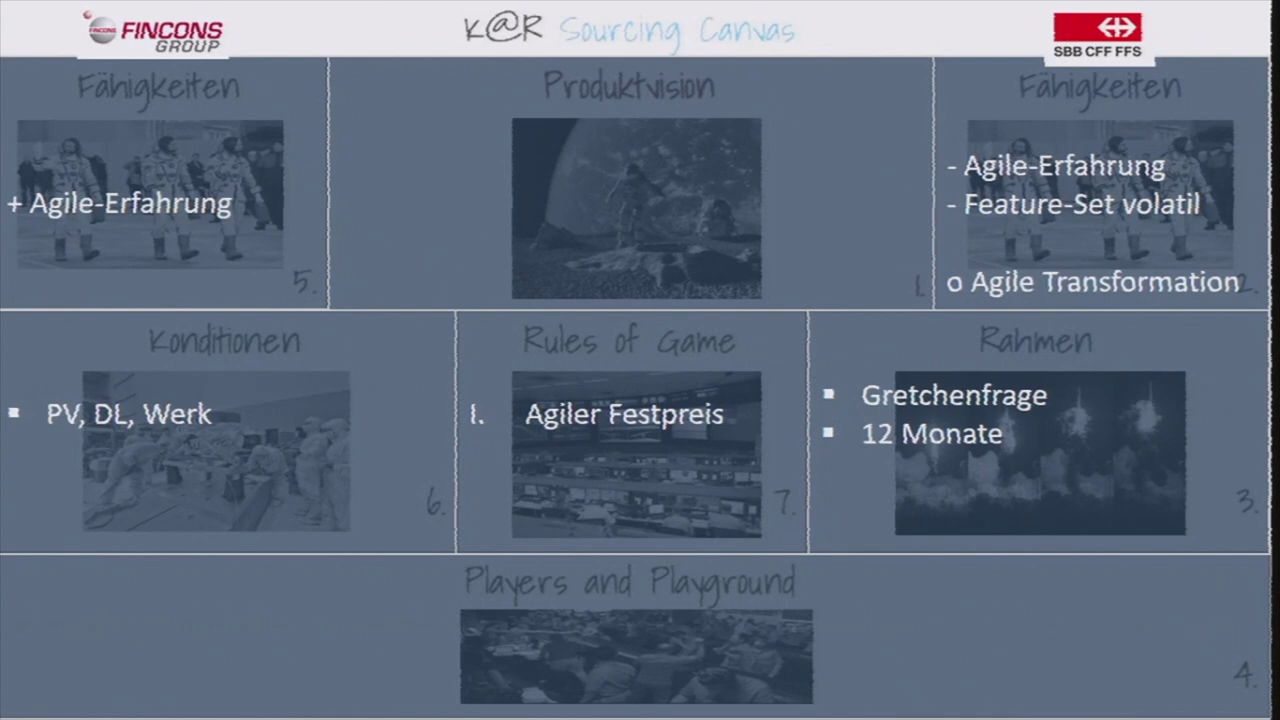 FINCONS
FINCONS
GROUP
K@R Sourcing Canvas
SBB CFF FFS
Fähigkeiten
+ Agile-Erfahrung
5.
Produktvision
1.
Fähigkeiten
- Agile-Erfahrung
- Feature-Set volatil
o Agile Transformation
2.
Konditionen
▪ PV, DL, Werk
6.
Rules of Game
I. Agiler Festpreis
7.
Rahmen
▪ Gretchenfrage
▪ 12 Monate
3.
Players and Playground
4.